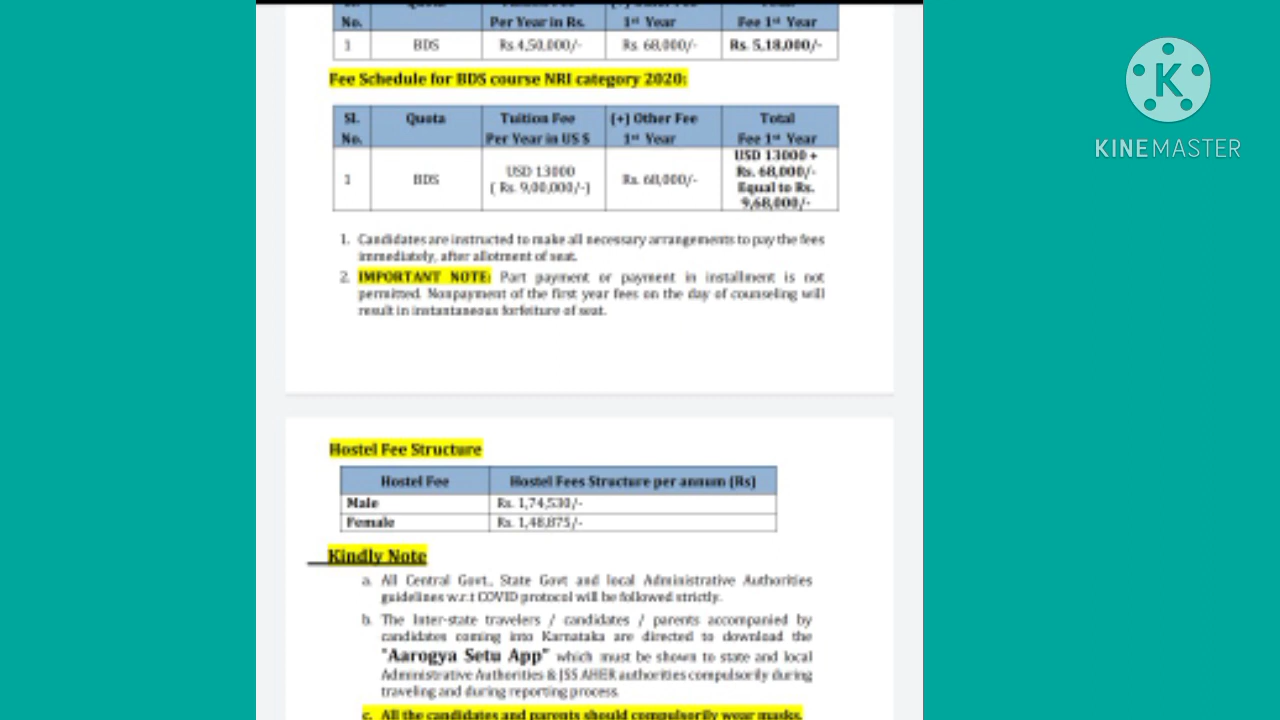 No.
Per Year in Rs.
1st Year
Fee 1st Year
1
BDS
Rs.4,50,000/-
Rs. 68,000/-
Rs. 5,18,000/-
Fee Schedule for BDS course NRI category 2020:
Sl.
No.
Quota
Tuition Fee
Per Year in US $
(+) Other Fee
1st Year
Total
Fee 1st Year
1
BDS
USD 13000
( Rs. 9,00,000/-)
Rs. 68,000/-
USD 13000 +
Rs. 68,000/-
Equal to Rs.
9,68,000/-
1. Candidates are instructed to make all necessary arrangements to pay the fees
immediately, after allotment of seat.
2. IMPORTANT NOTE: Part payment or payment in installment is not
permitted. Nonpayment of the first year fees on the day of counseling will
result in instantaneous forfeiture of seat.
Hostel Fee Structure
Hostel Fee
Hostel Fees Structure per annum (Rs)
Male
Rs. 1,74,530/-
Female
Rs. 1,48,875/-
Kindly Note
a. All Central Govt., State Govt and local Administrative Authorities
guidelines w.r.t COVID protocol will be followed strictly.
b. The Inter-state travelers / candidates / parents accompanied by
candidates coming into Karnataka are directed to download the
"Aarogya Setu App" which must be shown to state and local
Administrative Authorities & JSS AHER authorities compulsorily during
traveling and during reporting process.
c. All the candidates and parents should compulsorily wear masks.
K
KINEMASTER